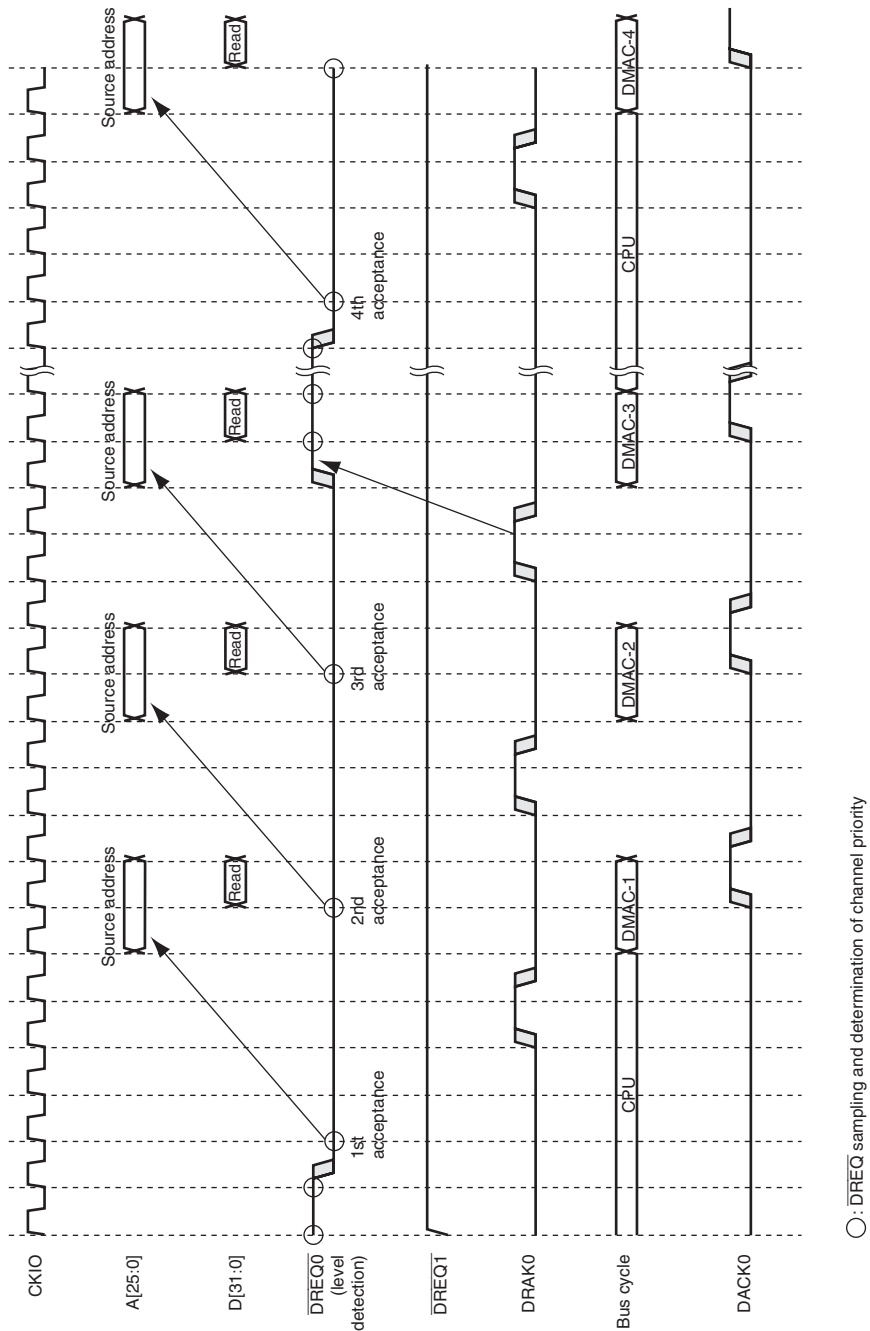 CKIO
A[25:0]
Source address
Source address
Source address
Source address
D[31:0]
Read
Read
Read
Read
DREQ0
(level
detection)
1st
acceptance
2nd
acceptance
3rd
acceptance
4th
acceptance
DREQ1
DRAK0
Bus cycle
CPU
DMAC-1
DMAC-2
DMAC-3
CPU
DMAC-4
DACK0
: DREQ sampling and determination of channel priority